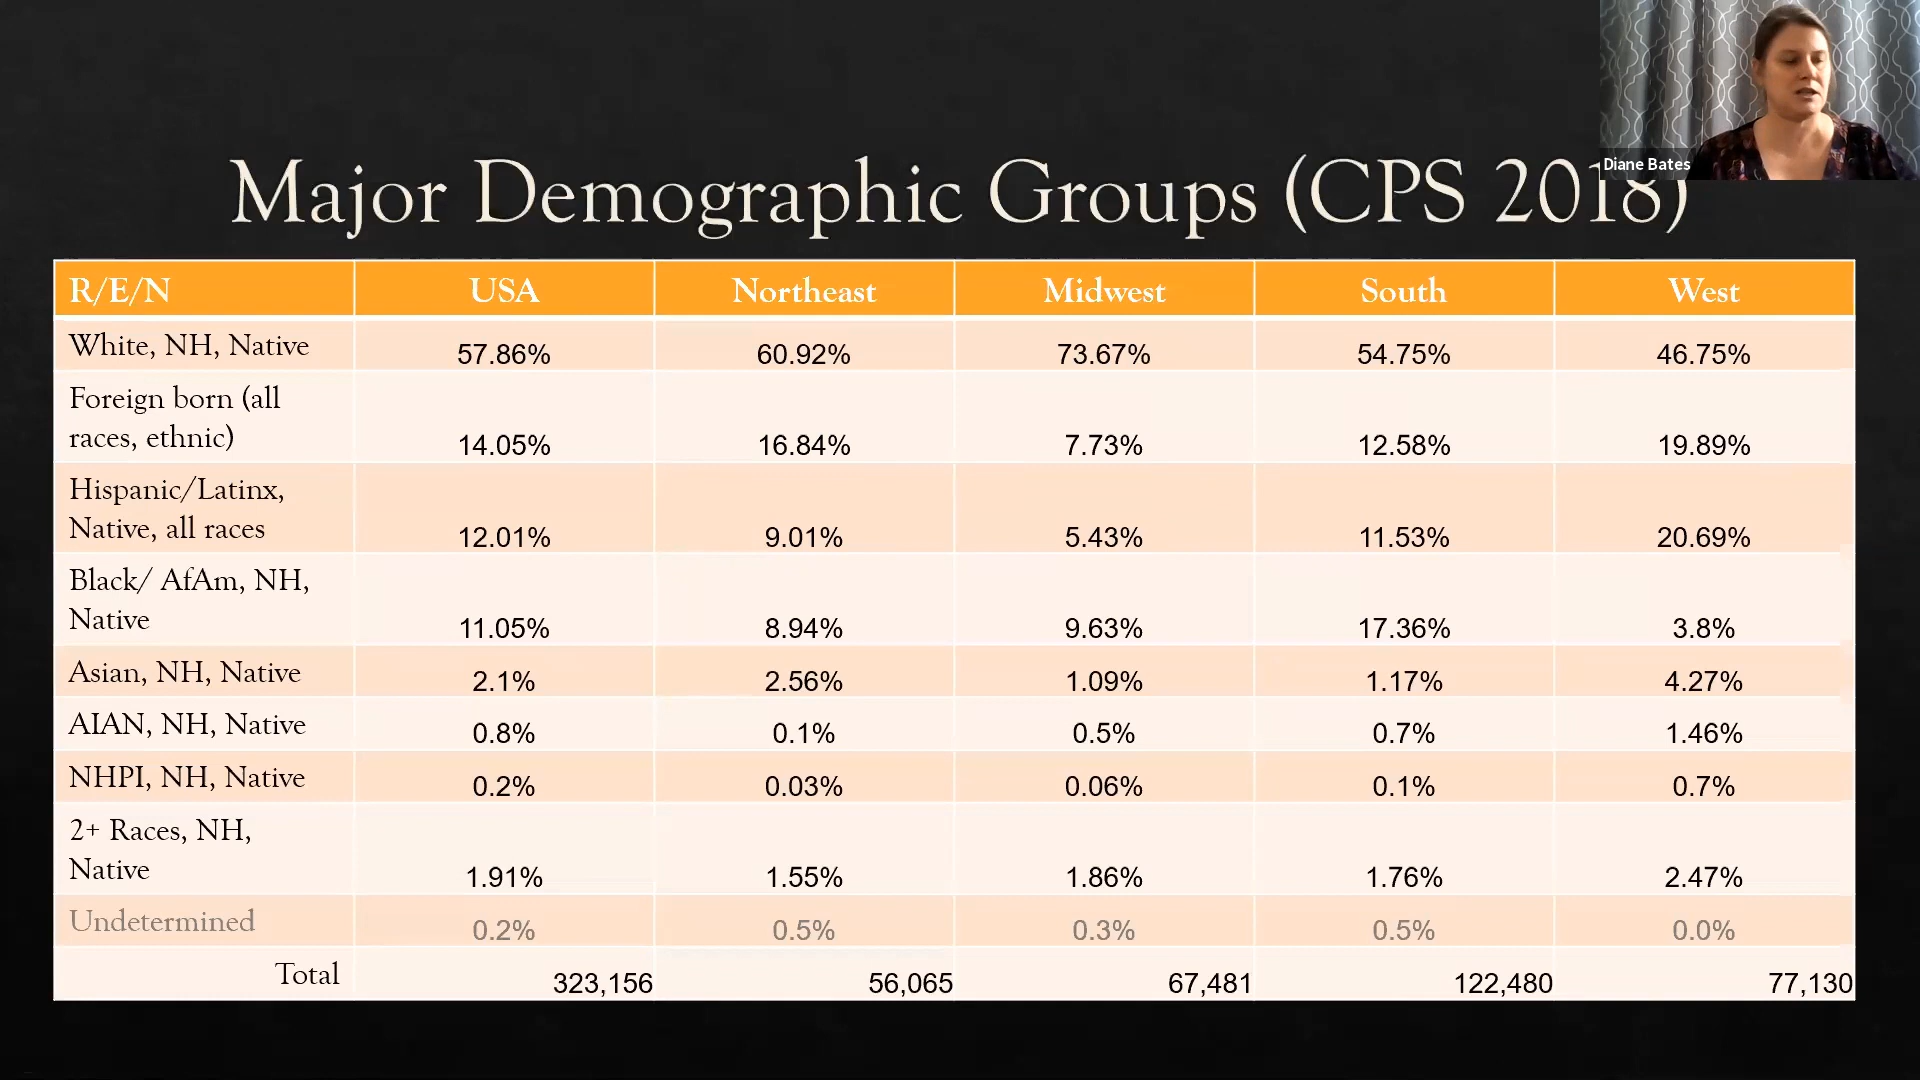 Diane Bates
Major Demographic Groups (CPS 2018)
R/E/N USA Northeast Midwest South West
White, NH, Native 57.86% 60.92% 73.67% 54.75% 46.75%
Foreign born (all
races, ethnic) 14.05% 16.84% 7.73% 12.58% 19.89%
Hispanic/Latinx,
Native, all races 12.01% 9.01% 5.43% 11.53% 20.69%
Black/ AfAm, NH,
Native 11.05% 8.94% 9.63% 17.36% 3.8%
Asian, NH, Native 2.1% 2.56% 1.09% 1.17% 4.27%
AIAN, NH, Native 0.8% 0.1% 0.5% 0.7% 1.46%
NHPI, NH, Native 0.2% 0.03% 0.06% 0.1% 0.7%
2+ Races, NH,
Native 1.91% 1.55% 1.86% 1.76% 2.47%
Undetermined 0.2% 0.5% 0.3% 0.5% 0.0%
Total 323,156 56,065 67,481 122,480 77,130